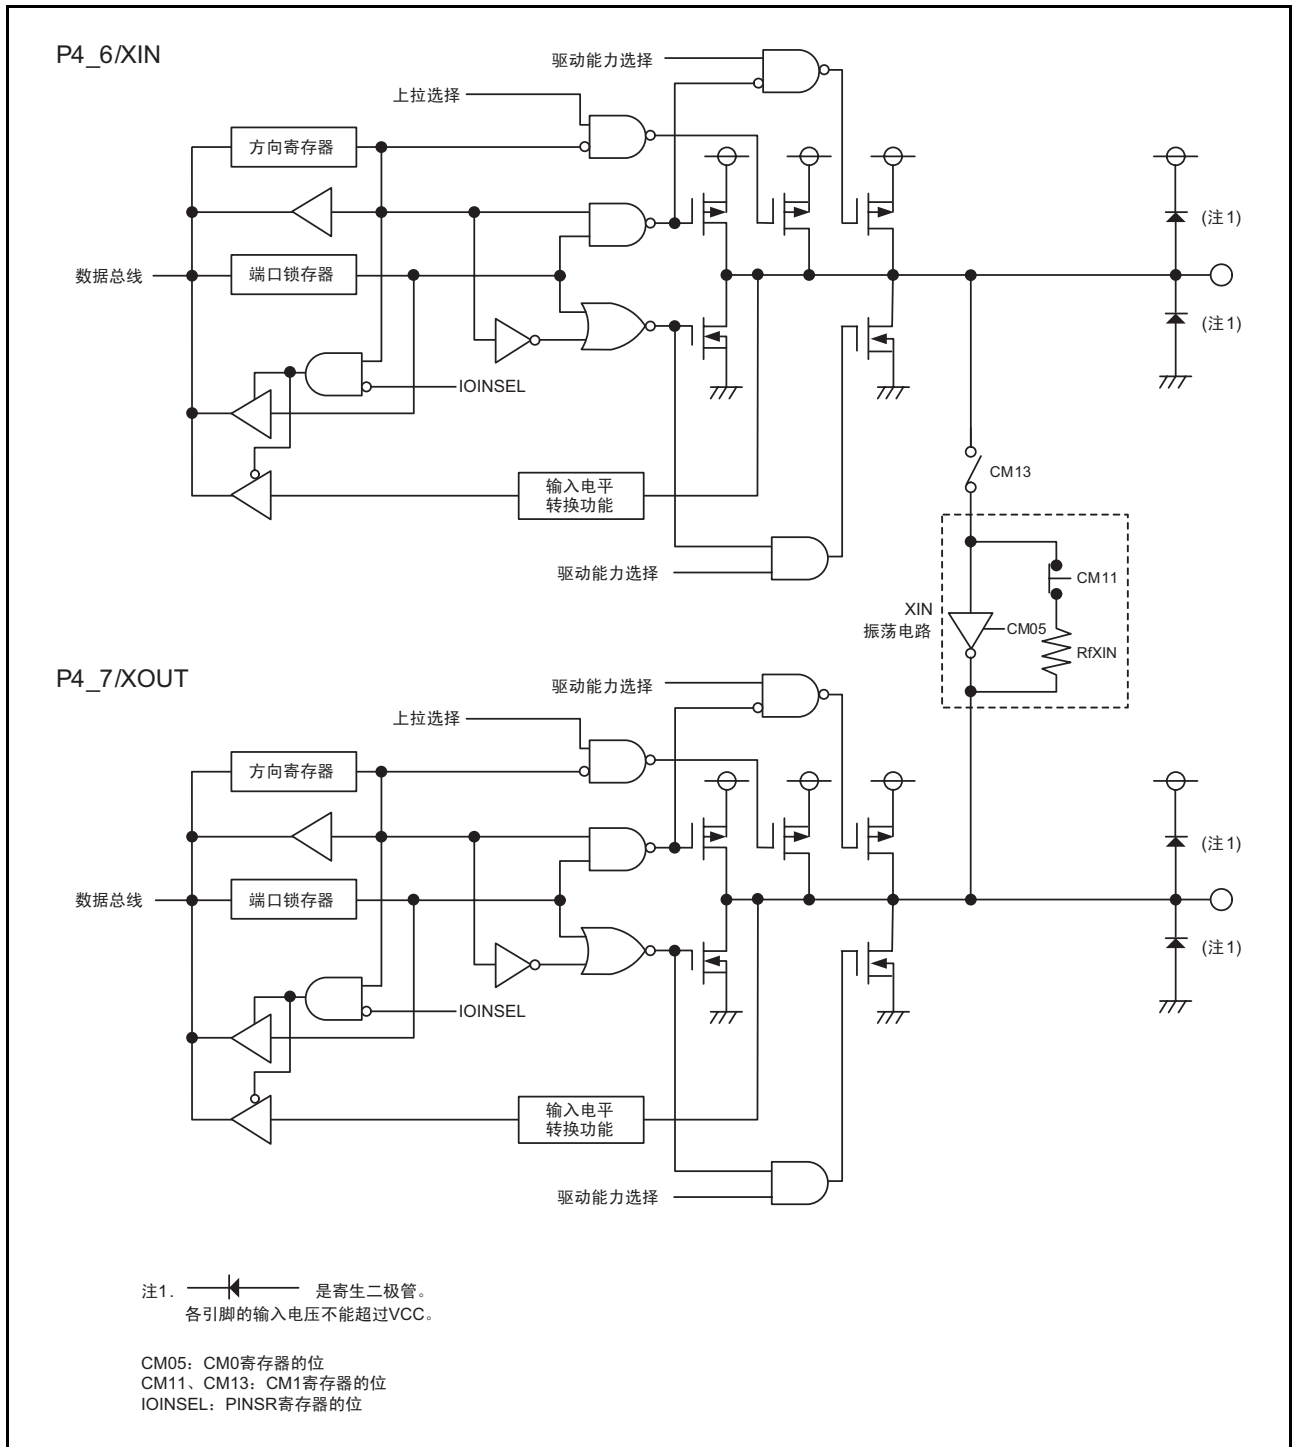 P4_6/XIN
驱动能力选择
上拉选择
方向寄存器
(注1)
数据总线
端口锁存器
(注1)
IOINSEL
CM13
输入电平
转换功能
驱动能力选择
CM11
XIN
振荡电路
CM05
RfXIN
P4_7/XOUT
驱动能力选择
上拉选择
方向寄存器
(注1)
数据总线
端口锁存器
(注1)
IOINSEL
输入电平
转换功能
驱动能力选择
注1. 是寄生二极管。
各引脚的输入电压不能超过VCC。
CM05：CM0寄存器的位
CM11、CM13：CM1寄存器的位
IOINSEL：PINSR寄存器的位